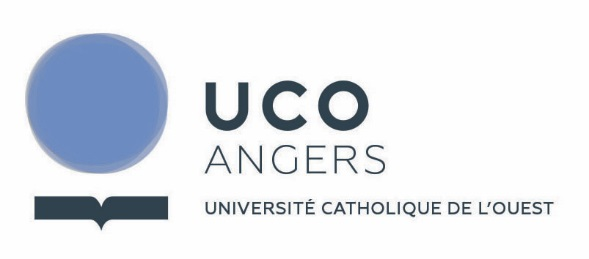 UCO
ANGERS
UNIVERSITÉ CATHOLIQUE DE L'OUEST